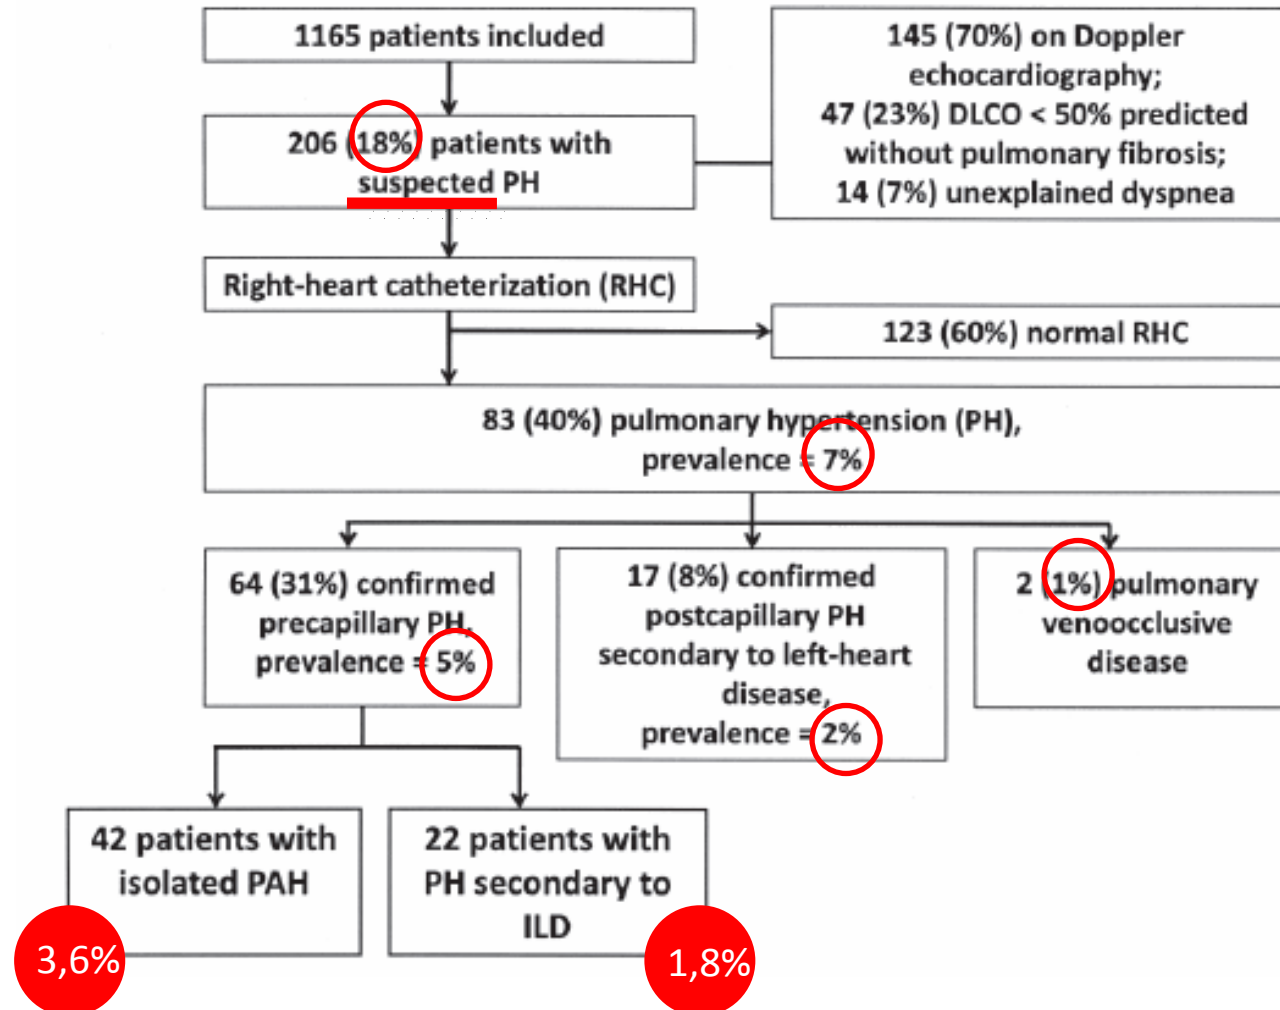 1165 patients included
145 (70%) on Doppler
echocardiography;
47 (23%) DLCO < 50% predicted
without pulmonary fibrosis;
14 (7%) unexplained dyspnea
206 (18%) patients with
suspected PH
Right-heart catheterization (RHC)
123 (60%) normal RHC
83 (40%) pulmonary hypertension (PH),
prevalence = 7%
64 (31%) confirmed
precapillary PH,
prevalence = 5%
17 (8%) confirmed
postcapillary PH
secondary to left-heart
disease,
prevalence = 2%
2 (1%) pulmonary
venoocclusive
disease
42 patients with
isolated PAH
22 patients with
PH secondary to
ILD
3,6%
1,8%